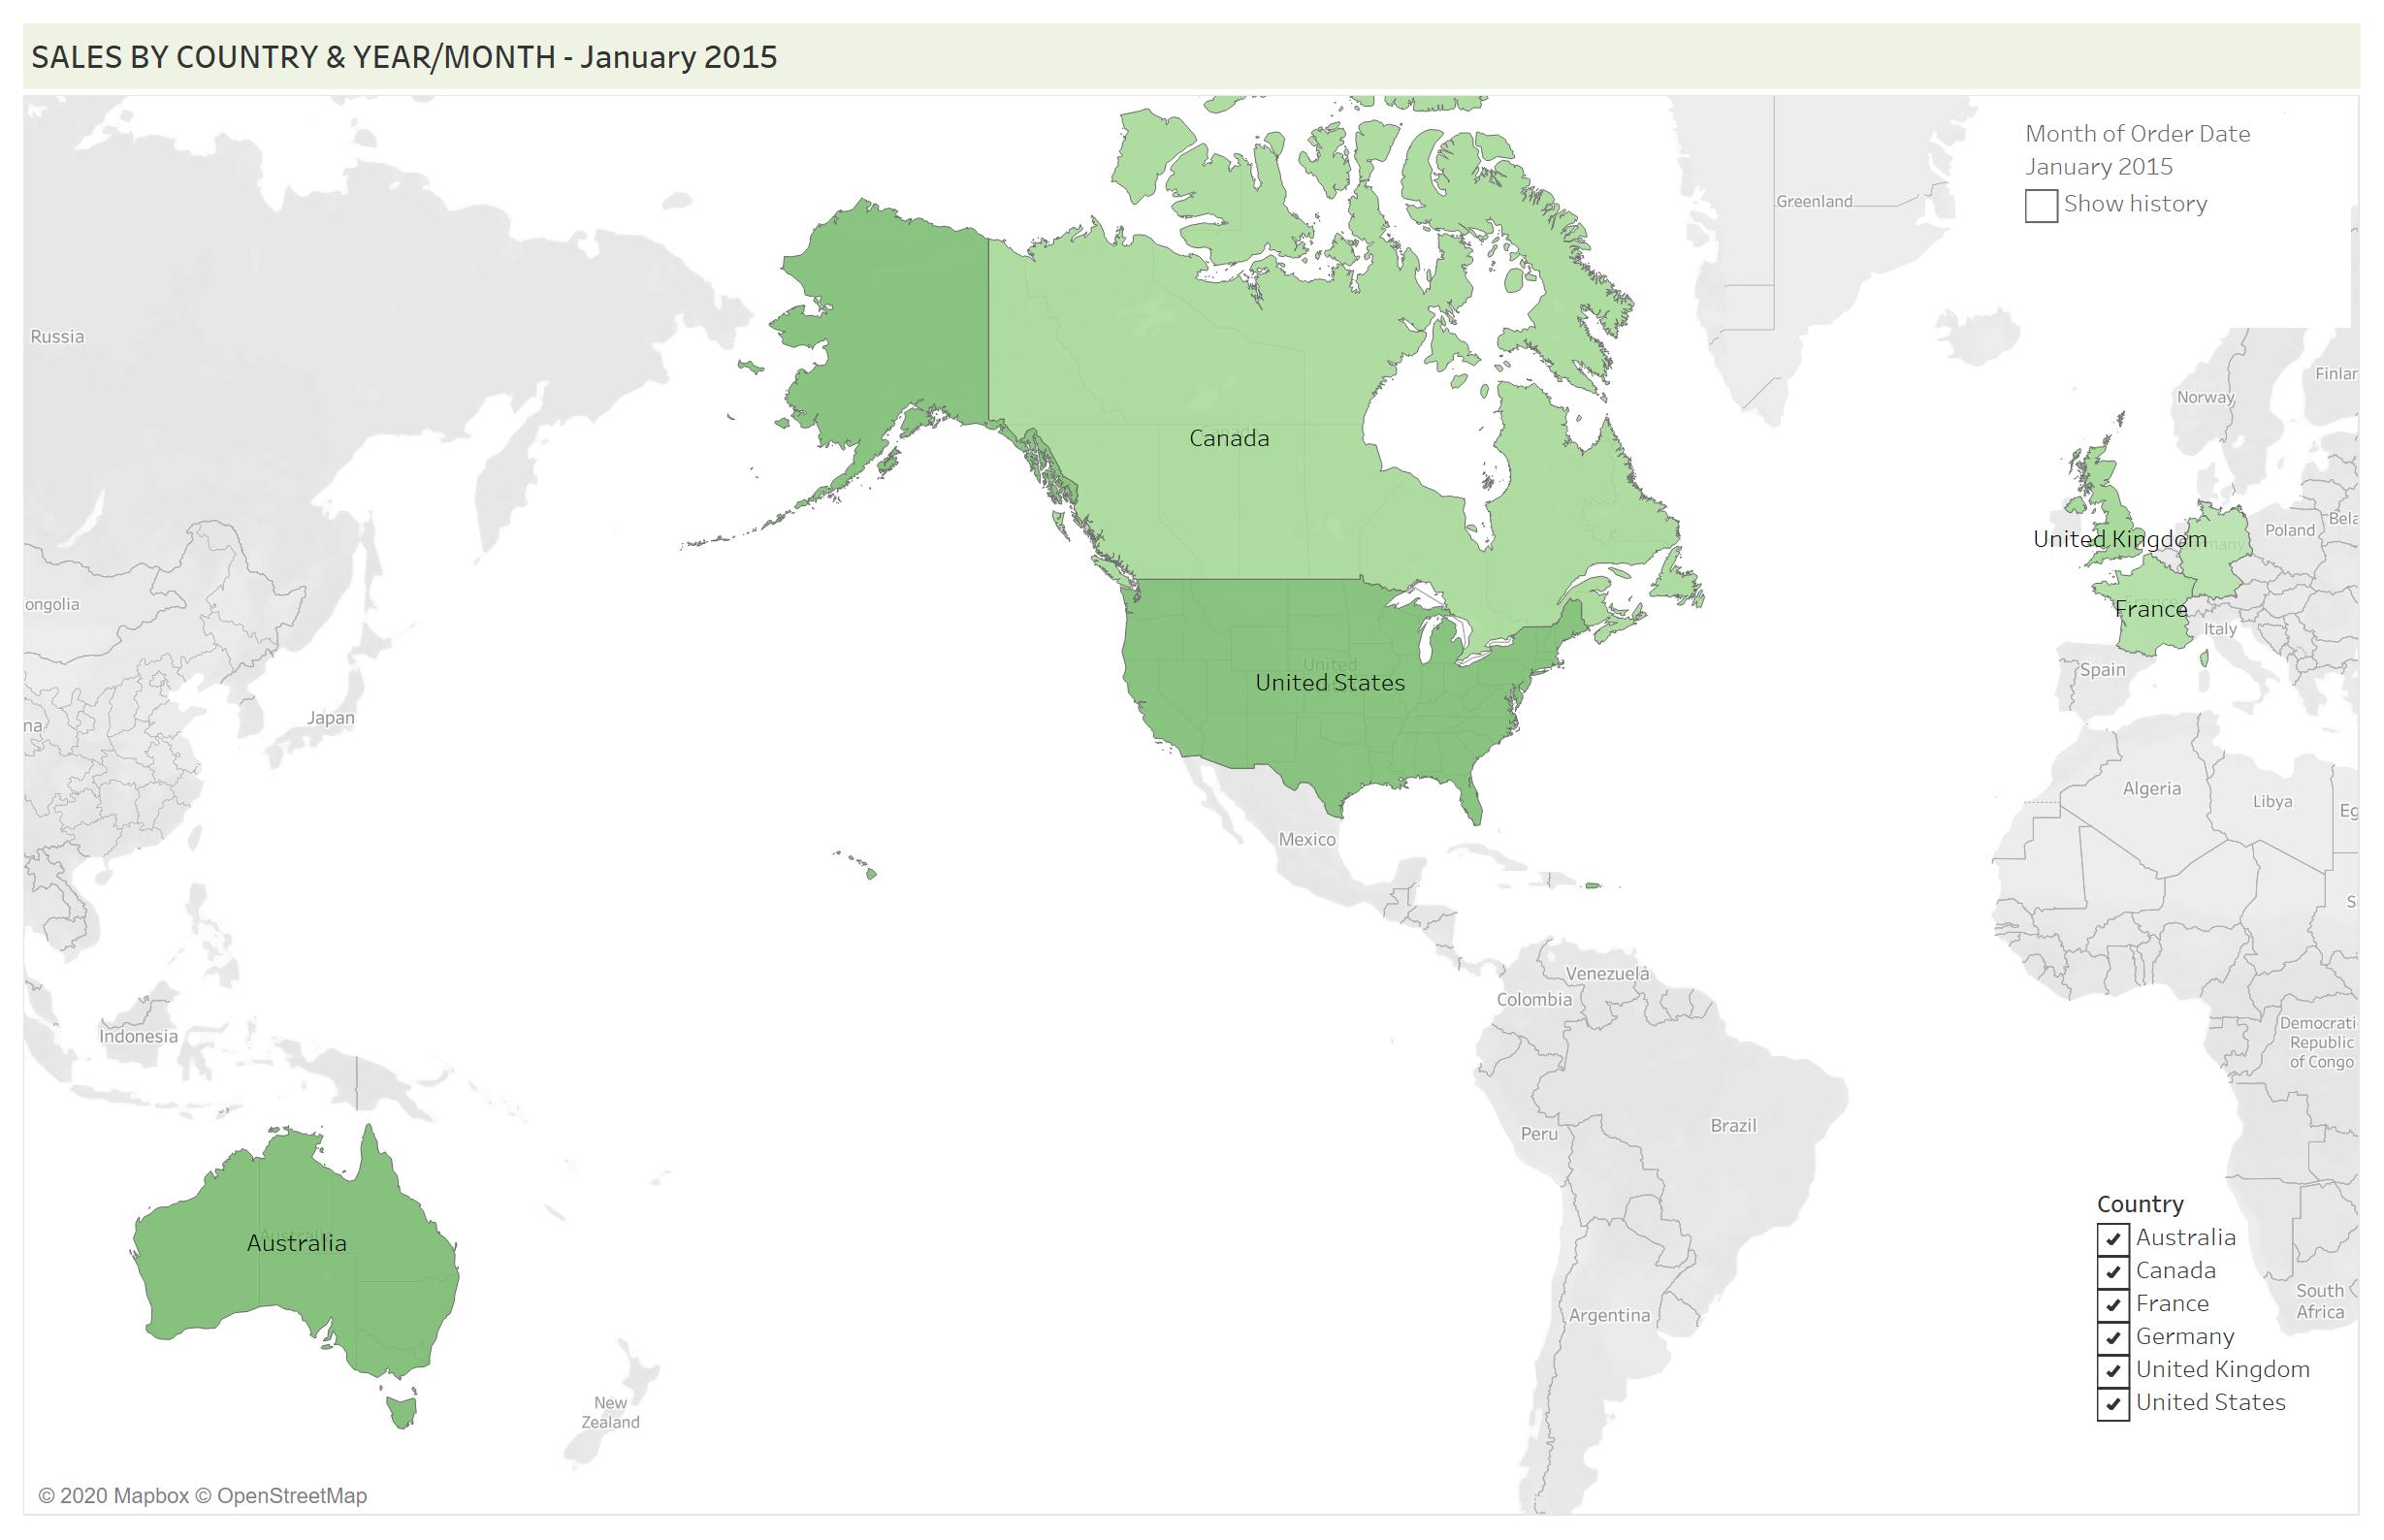 SALES BY COUNTRY & YEAR/MONTH - January 2015
Month of Order Date
January 2015
Show history
Greenland
Russia
Finlan
Norway
Canada
Poland
Bela
United Kingdom
many
ongolia
France
Italy
United
United States
Spain
na
Japan
Algeria
Libya
Eg
Mexico
S
Venezuela
Colombia
Indonesia
Democrati
Republic
of Congo
Brazil
Peru
Country
Australia
Canada
France
Germany
United Kingdom
United States
Australia
South
Africa
Argentina
New
Zealand
© 2020 Mapbox © OpenStreetMap